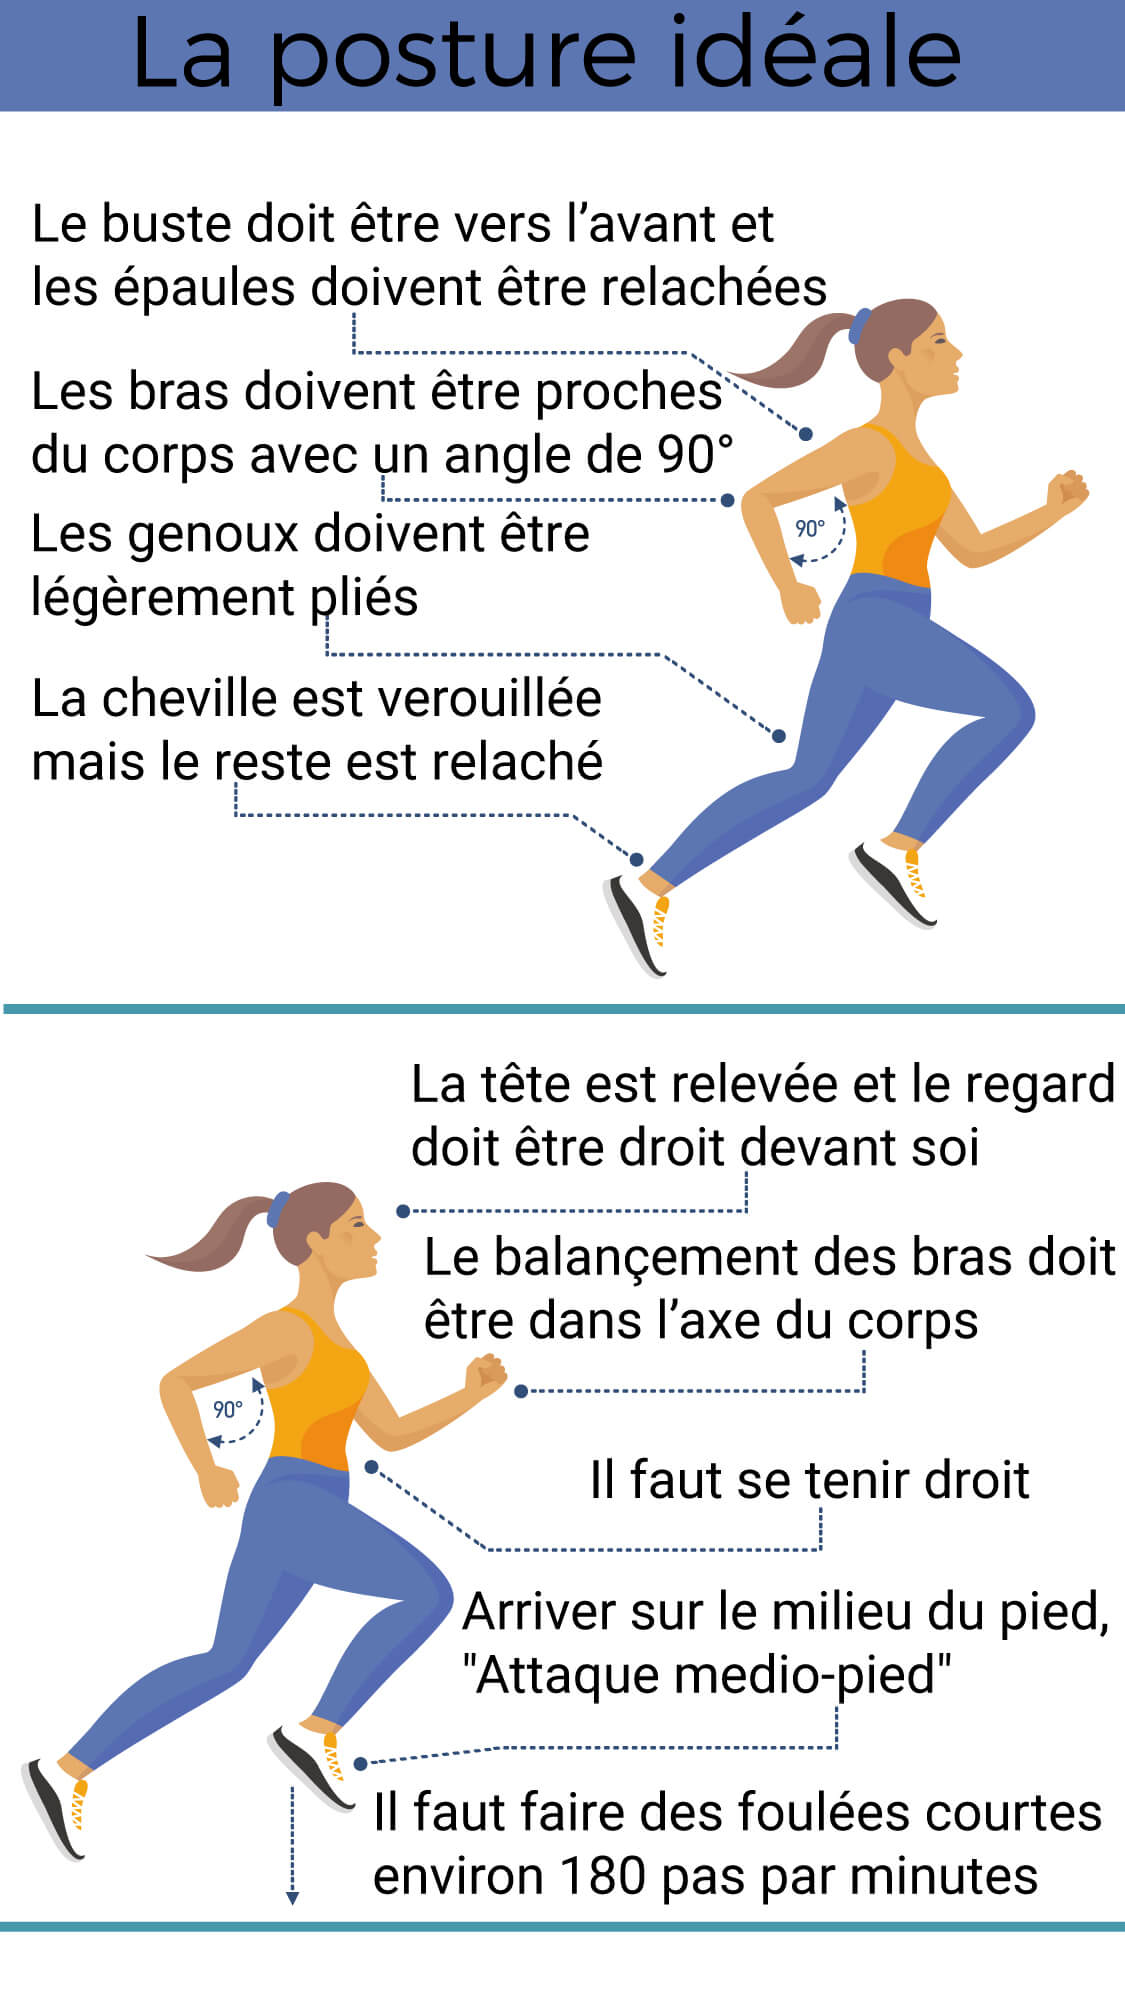 La posture idéale
Le buste doit être vers l’avant et
les épaules doivent être relachées
Les bras doivent être proches
du corps avec un angle de 90°
90°
Les genoux doivent être
légèrement pliés
La cheville est verouillée
mais le reste est relaché
La tête est relevée et le regard
doit être droit devant soi
Le balançement des bras doit
être dans l’axe du corps
90°
Il faut se tenir droit
Arriver sur le milieu du pied,
"Attaque medio-pied"
Il faut faire des foulées courtes
environ 180 pas par minutes